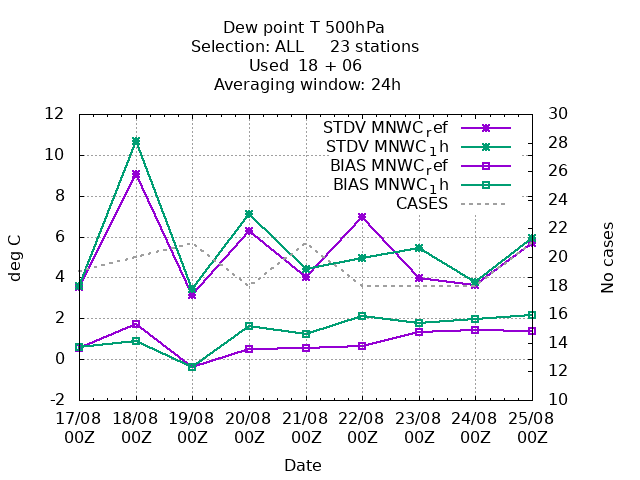 Dew point T 500hPa
Selection: ALL 23 stations
Used 18 + 06
Averaging window: 24h
12
10
8
6
4
2
0
-2
deg C
30
28
26
24
22
20
18
16
14
12
10
No cases
STDV MNWC_ref
STDV MNWC_1h
BIAS MNWC_ref
BIAS MNWC_1h
CASES
17/08 18/08 19/08 20/08 21/08 22/08 23/08 24/08 25/08
00Z 00Z 00Z 00Z 00Z 00Z 00Z 00Z 00Z
Date